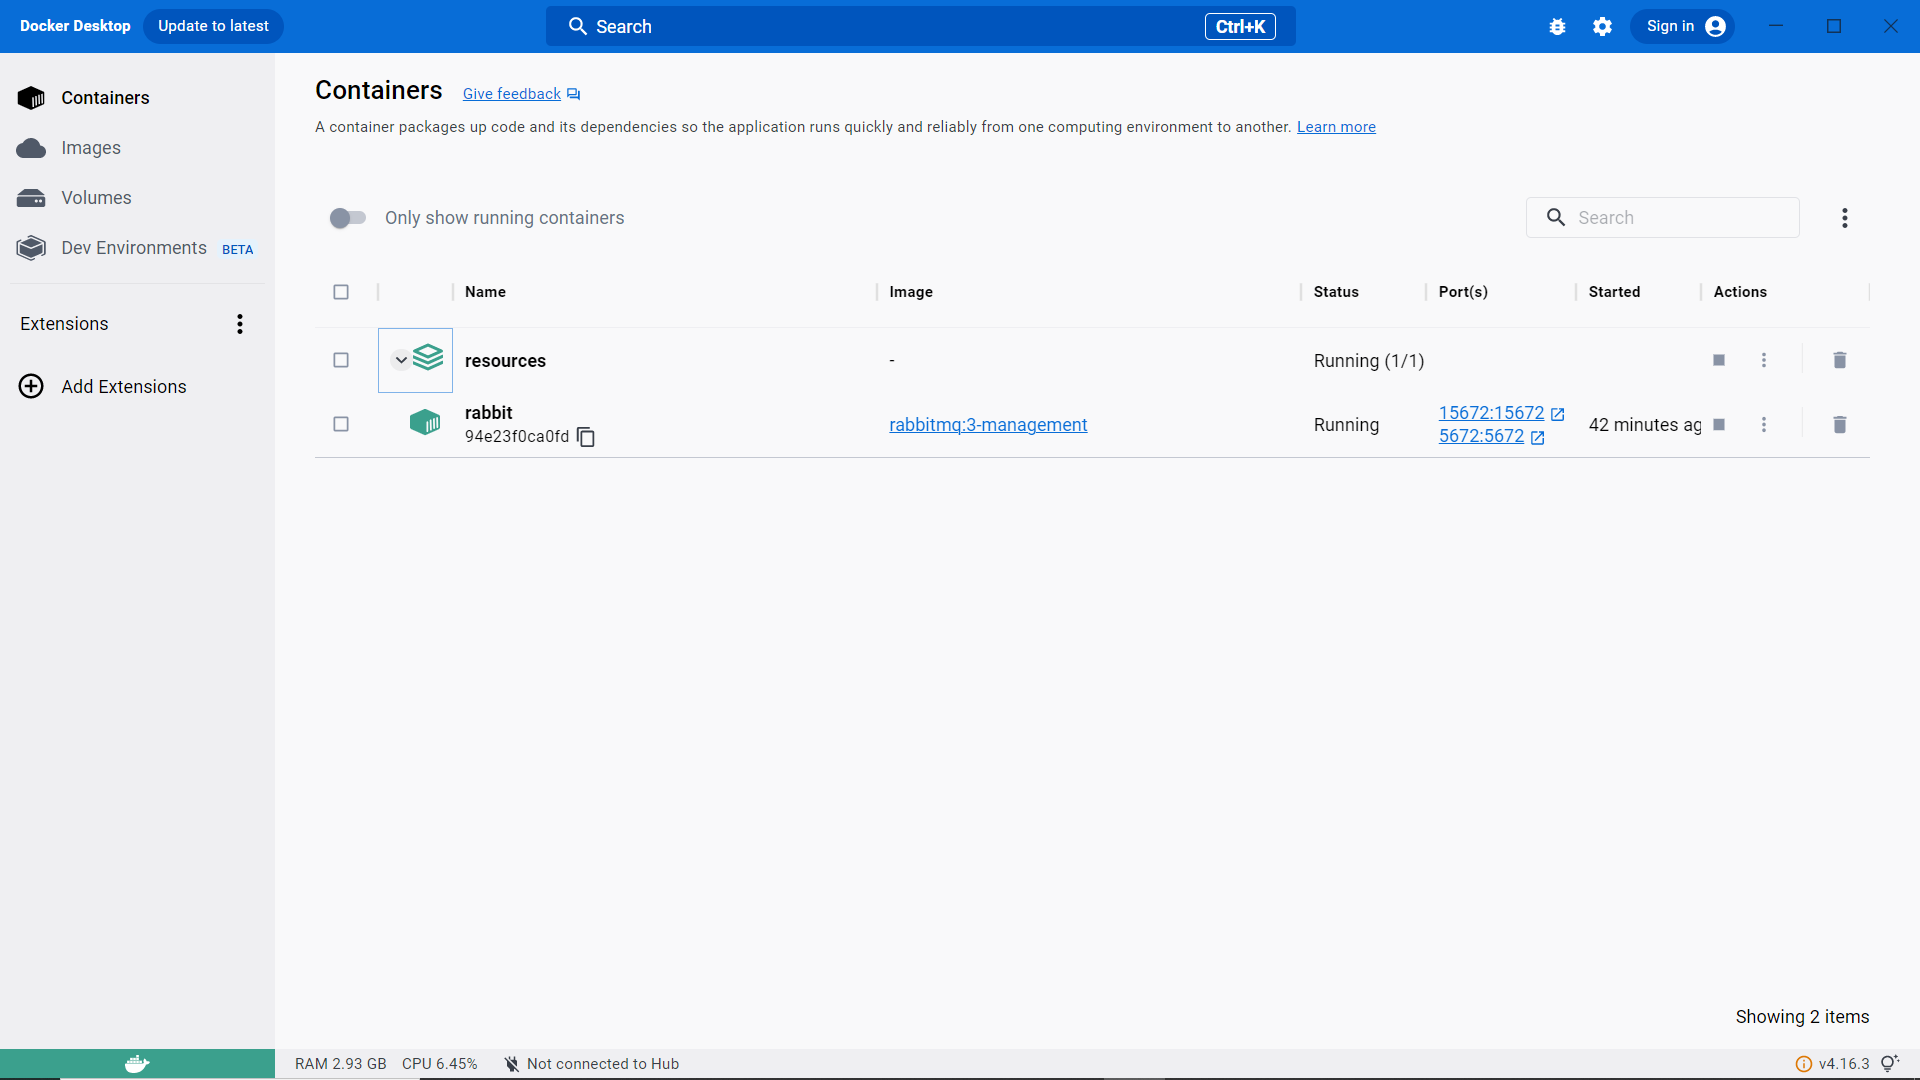 Docker Desktop Update to latest Search Ctrl+K Sign in
Containers
Images
Volumes
Dev Environments BETA
Extensions
Add Extensions
Containers Give feedback
A container packages up code and its dependencies so the application runs quickly and reliably from one computing environment to another. Learn more
Only show running containers Search
Name Image Status Port(s) Started Actions
resources - Running (1/1)
rabbit
94e23f0ca0fd rabbitmq:3-management Running 15672:15672 42 minutes ag
5672:5672
Showing 2 items
RAM 2.93 GB CPU 6.45% Not connected to Hub v4.16.3